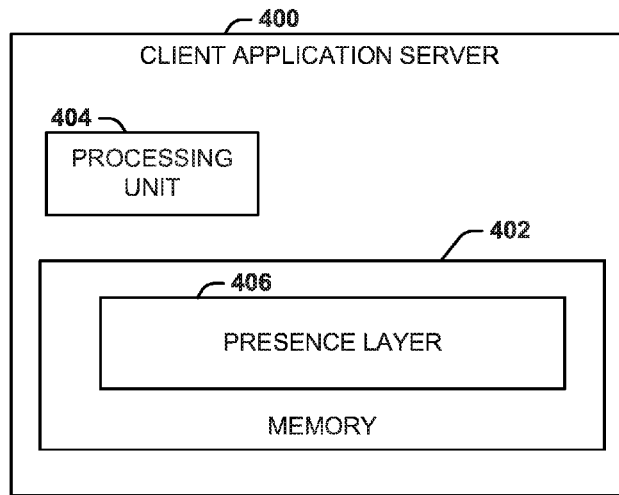 400
CLIENT APPLICATION SERVER
404
PROCESSING
UNIT
402
406
PRESENCE LAYER
MEMORY